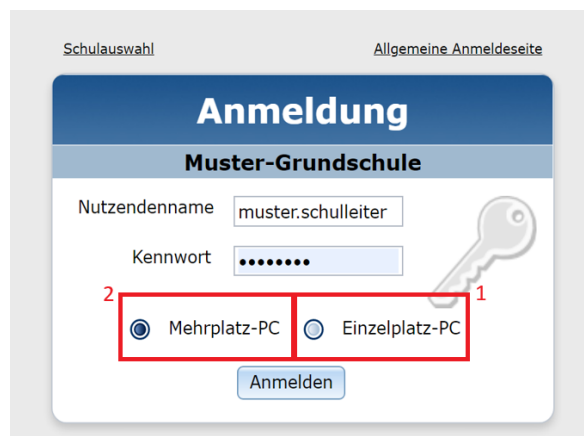 Schulauswahl Allgemeine Anmeldeseite
Anmeldung
Muster-Grundschule
Nutzendenname muster.schulleiter
Kennwort ••••••••
2 1
Mehrplatz-PC Einzelplatz-PC
Anmelden